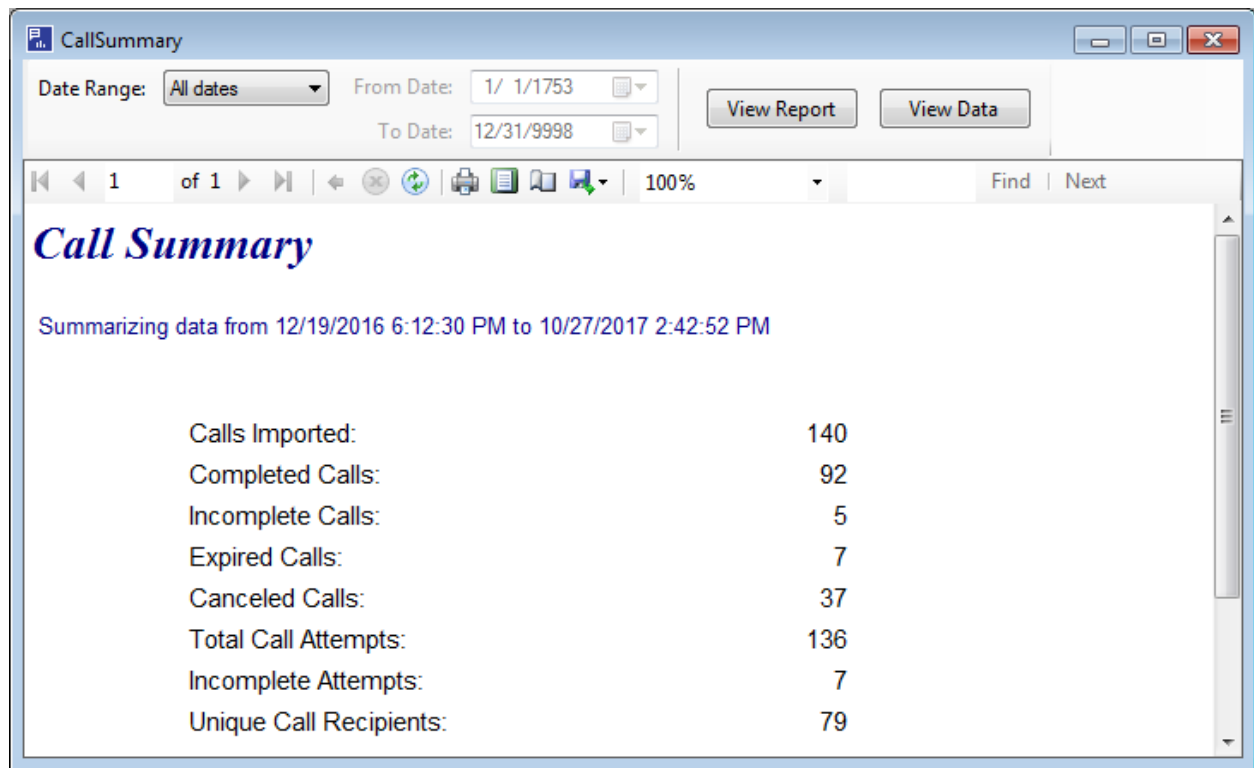 CallSummary
Date Range: All dates From Date: 1/ 1/1753 View Report View Data
To Date: 12/31/9998
1 of 1 100% Find | Next
Call Summary
Summarizing data from 12/19/2016 6:12:30 PM to 10/27/2017 2:42:52 PM
Calls Imported: 140
Completed Calls: 92
Incomplete Calls: 5
Expired Calls: 7
Canceled Calls: 37
Total Call Attempts: 136
Incomplete Attempts: 7
Unique Call Recipients: 79